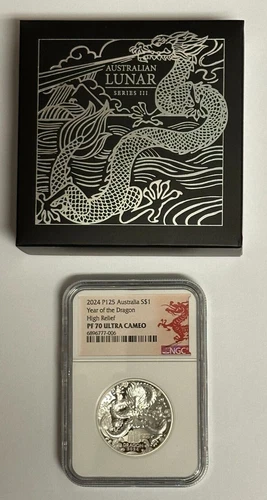 AUSTRALIAN
LUNAR
SERIES III
2024 P125 Australia S$1
Year of the Dragon
High Relief
PF 70 ULTRA CAMEO
6896777-006
NGC
DRAGON